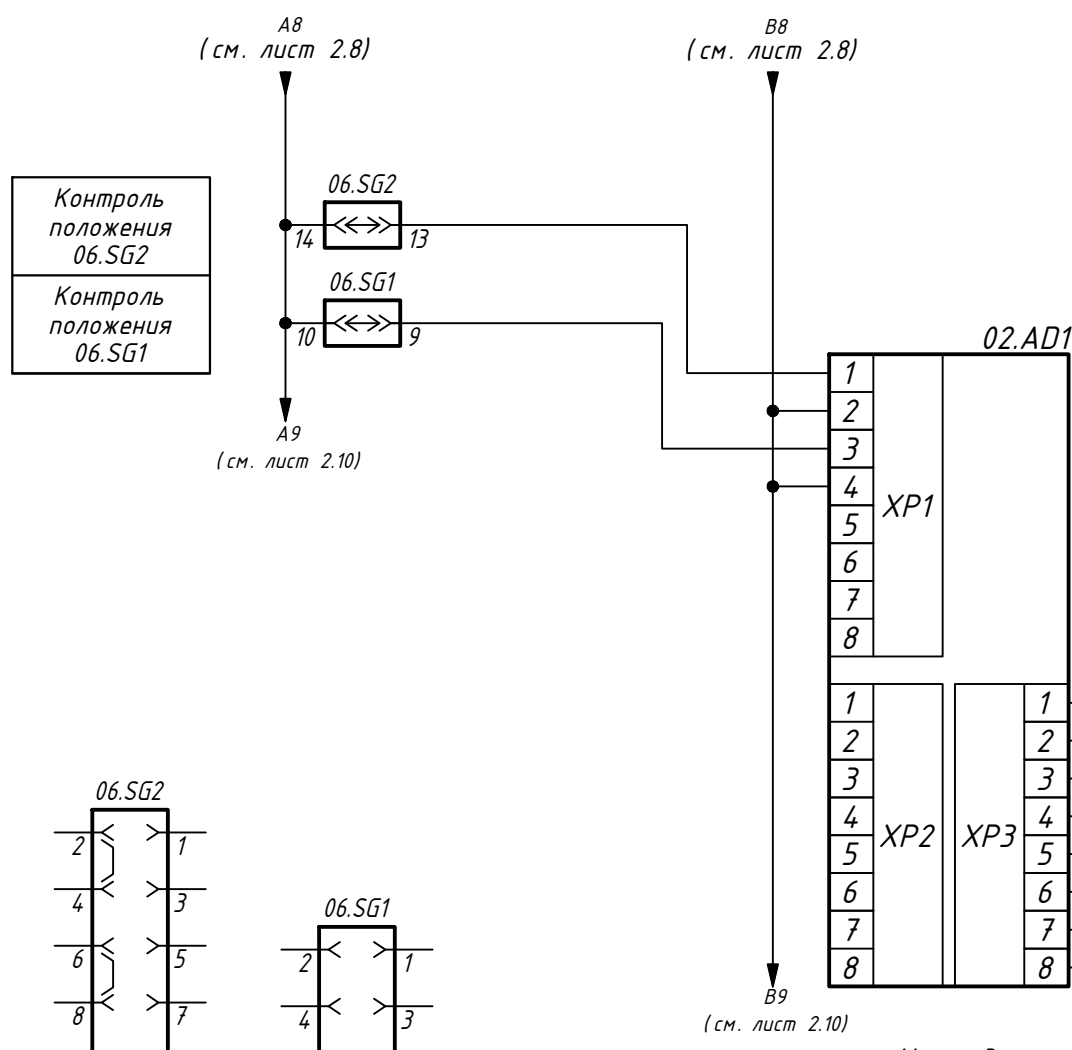 A8
(см. лист 2.8)
B8
(см. лист 2.8)
Контроль
положения
06.SG2
Контроль
положения
06.SG1
06.SG2
14
13
06.SG1
10
9
A9
(см. лист 2.10)
02.AD1
1
2
3
4
5
6
7
8
XP1
1
2
3
4
5
6
7
8
XP2
XP3
1
2
3
4
5
6
7
8
06.SG2
2
1
4
3
6
5
8
7
06.SG1
2
1
4
3
B9
(см. лист 2.10)